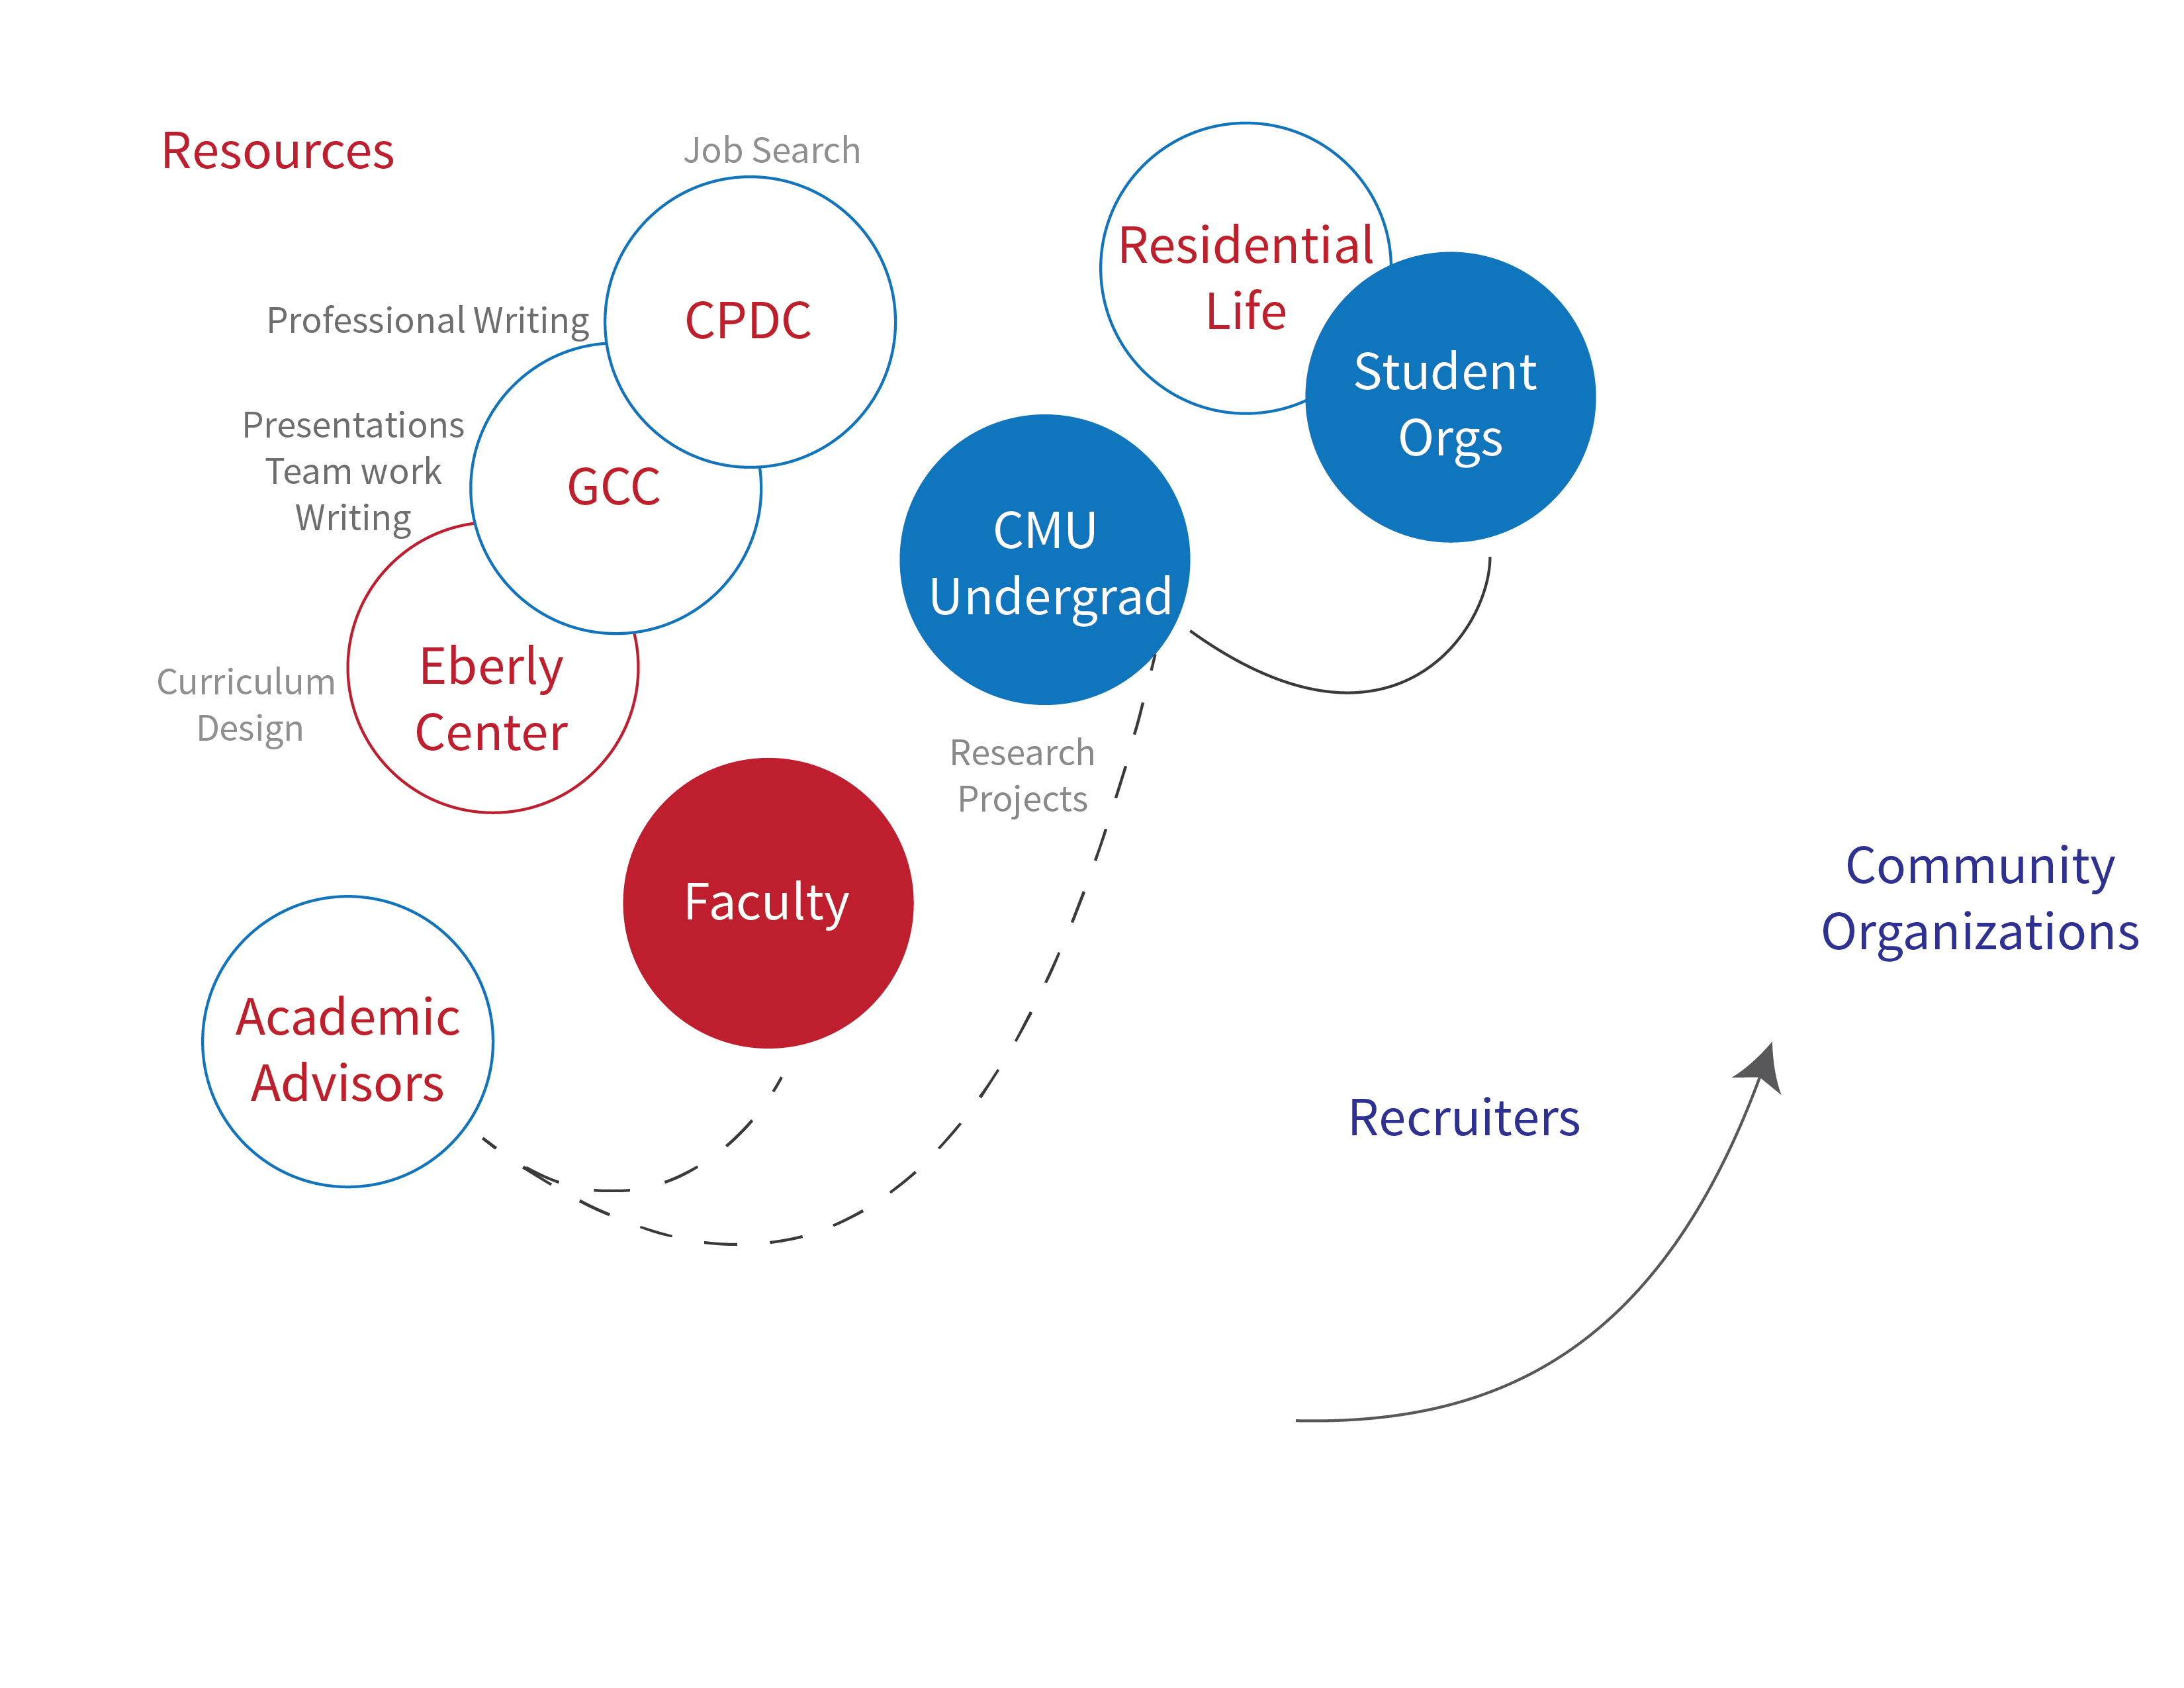 Resources
Job Search
CPDC
Professional Writing
Presentations
Team work
Writing
GCC
Eberly
Center
Curriculum
Design
Residential
Life
Student
Orgs
CMU
Undergrad
Research
Projects
Faculty
Academic
Advisors
Community
Organizations
Recruiters